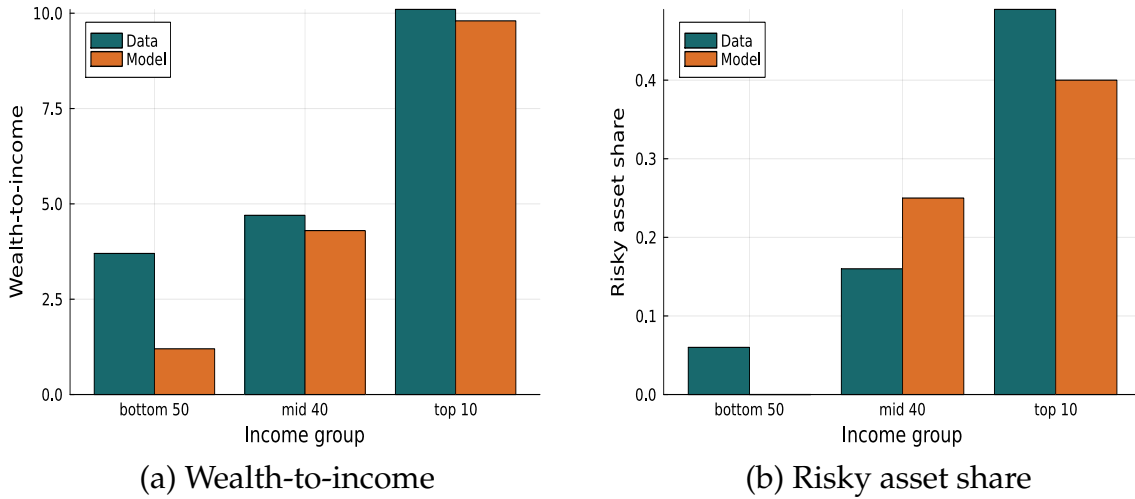 Wealth-to-income
10.0
7.5
5.0
2.5
0.0
Data
Model
bottom 50
mid 40
top 10
Income group
(a) Wealth-to-income
Risky asset share
0.4
0.3
0.2
0.1
0.0
Data
Model
bottom 50
mid 40
top 10
Income group
(b) Risky asset share